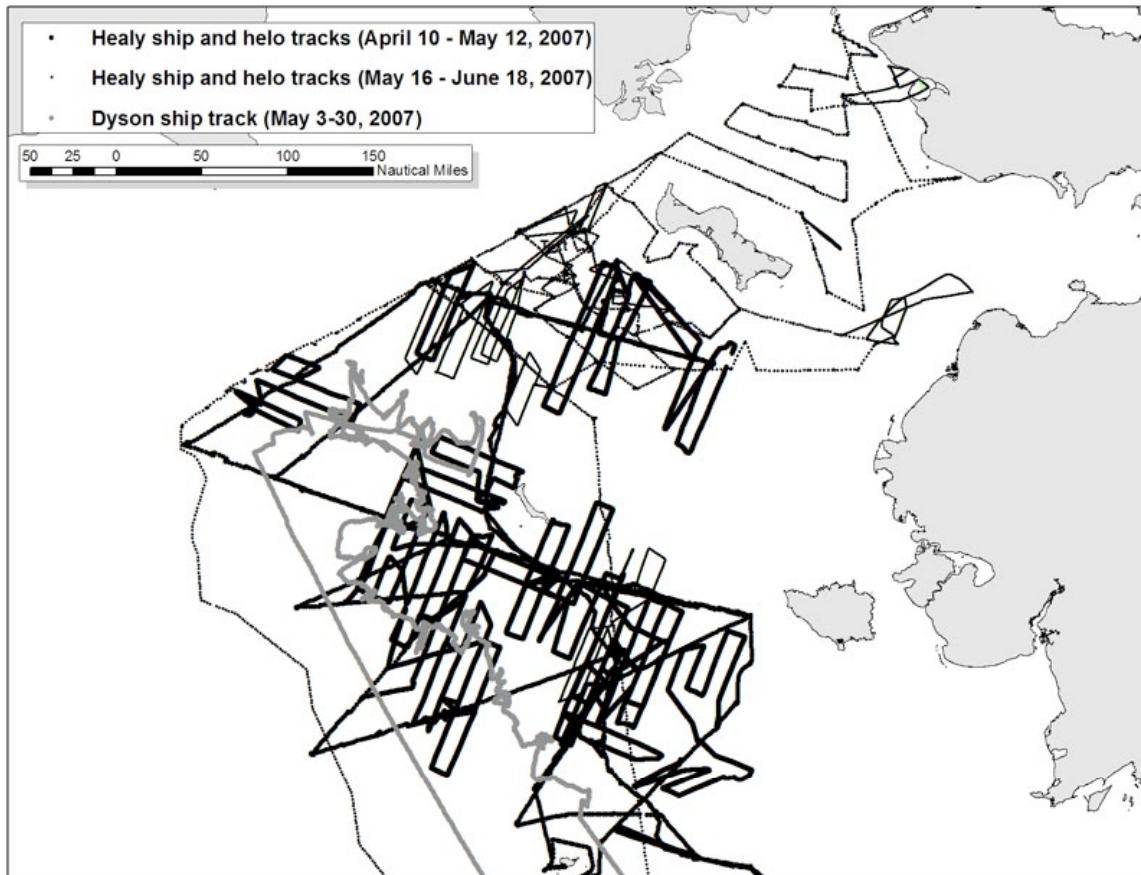 Healy ship and helo tracks (April 10 - May 12, 2007)
Healy ship and helo tracks (May 16 - June 18, 2007)
Dyson ship track (May 3-30, 2007)
50 25 0 50 100 150
Nautical Miles